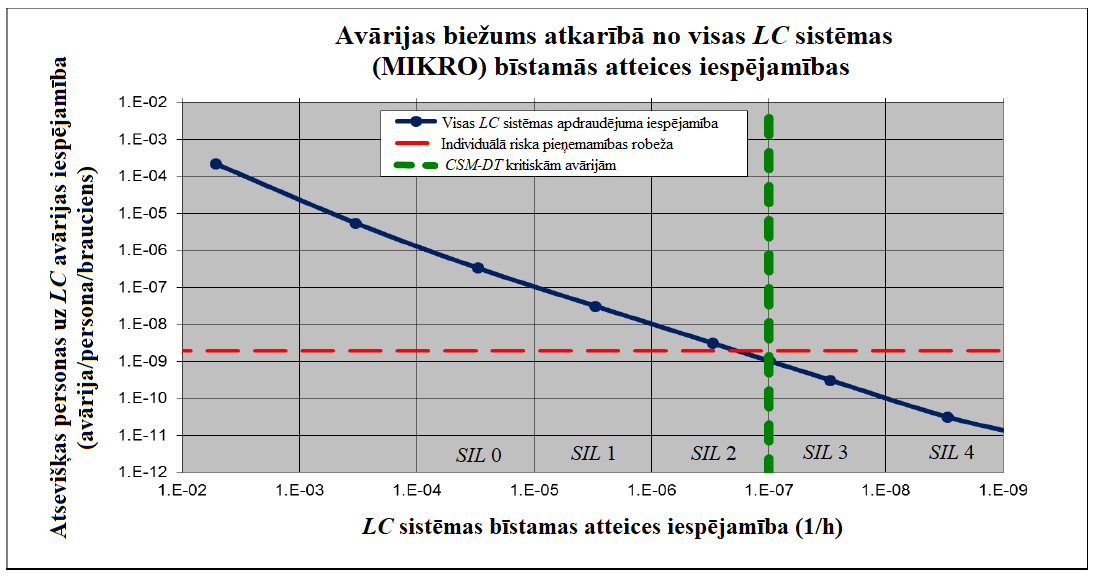 Avārijas biežums atkarībā no visas LC sistēmas
(MIKRO) bīstamās atteices iespējamības
Atsevišķas personas uz LC avārijas iespējamība
(avārija/persona/brauciens)
1.E-02
1.E-03
1.E-04
1.E-05
1.E-06
1.E-07
1.E-08
1.E-09
1.E-10
1.E-11
1.E-12
Visas LC sistēmas apdraudējuma iespējamība
Individuālā riska pieņemamības robeža
CSM-DT kritiskām avārijām
SIL 0
SIL 1
SIL 2
SIL 3
SIL 4
1.E-02 1.E-03 1.E-04 1.E-05 1.E-06 1.E-07 1.E-08 1.E-09
LC sistēmas bīstamas atteices iespējamība (1/h)